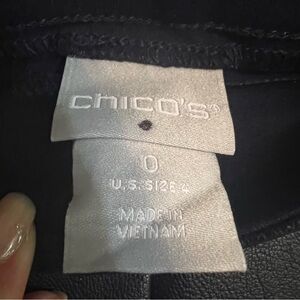 chico's®
0
U.S. SIZE 4
MADE IN
VIETNAM